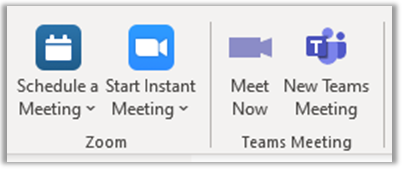 Schedule a
Meeting
Start Instant
Meeting
Zoom
Meet
Now
T
New Teams
Meeting
Teams Meeting